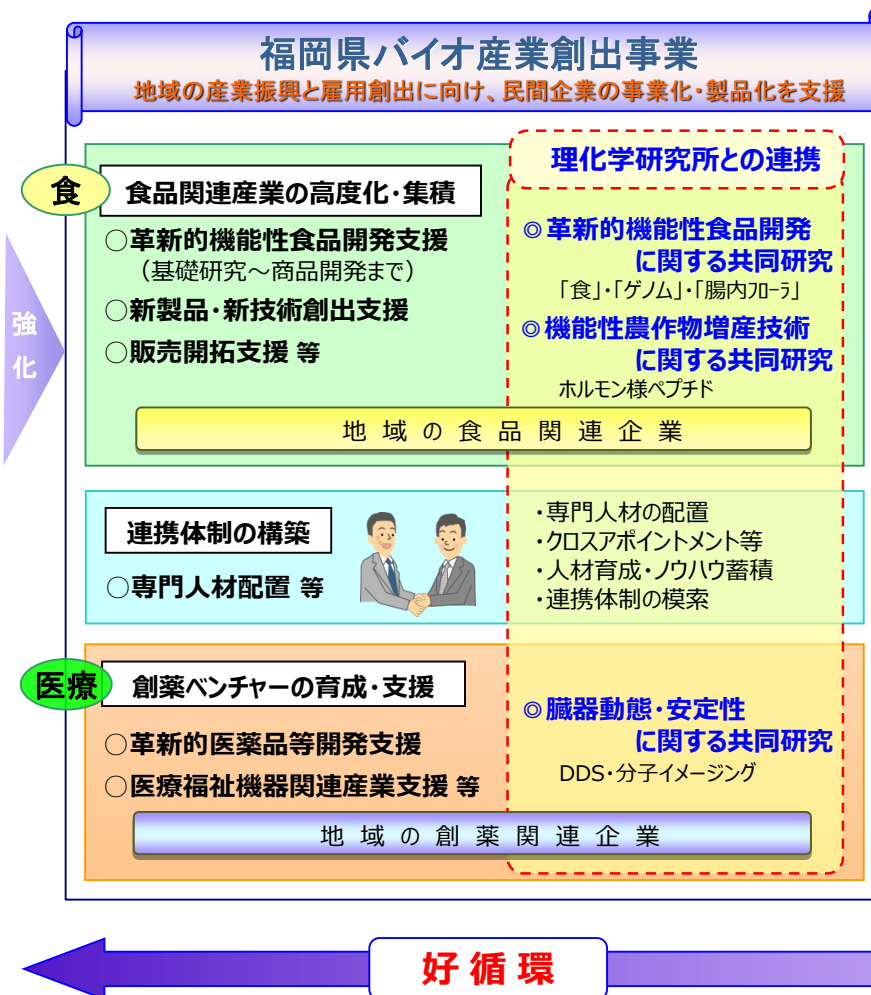 福岡県バイオ産業創出事業
地域の産業振興と雇用創出に向け、民間企業の事業化・製品化を支援
強
化
食
食品関連産業の高度化・集積
○革新的機能性食品開発支援
（基礎研究～商品開発まで）
○新製品・新技術創出支援
○販売開拓支援 等
理化学研究所との連携
◎革新的機能性食品開発
に関する共同研究
「食」・「ゲノム」・「腸内フローラ」
◎機能性農作物増産技術
に関する共同研究
ホルモン様ペプチド
地域の食品関連企業
連携体制の構築
○専門人材配置 等
・専門人材の配置
・クロスアポイントメント等
・人材育成・ノウハウ蓄積
・連携体制の模索
医療
創薬ベンチャーの育成・支援
○革新的医薬品等開発支援
○医療福祉機器関連産業支援 等
◎臓器動態・安定性
に関する共同研究
DDS・分子イメージング
地域の創薬関連企業
好循環